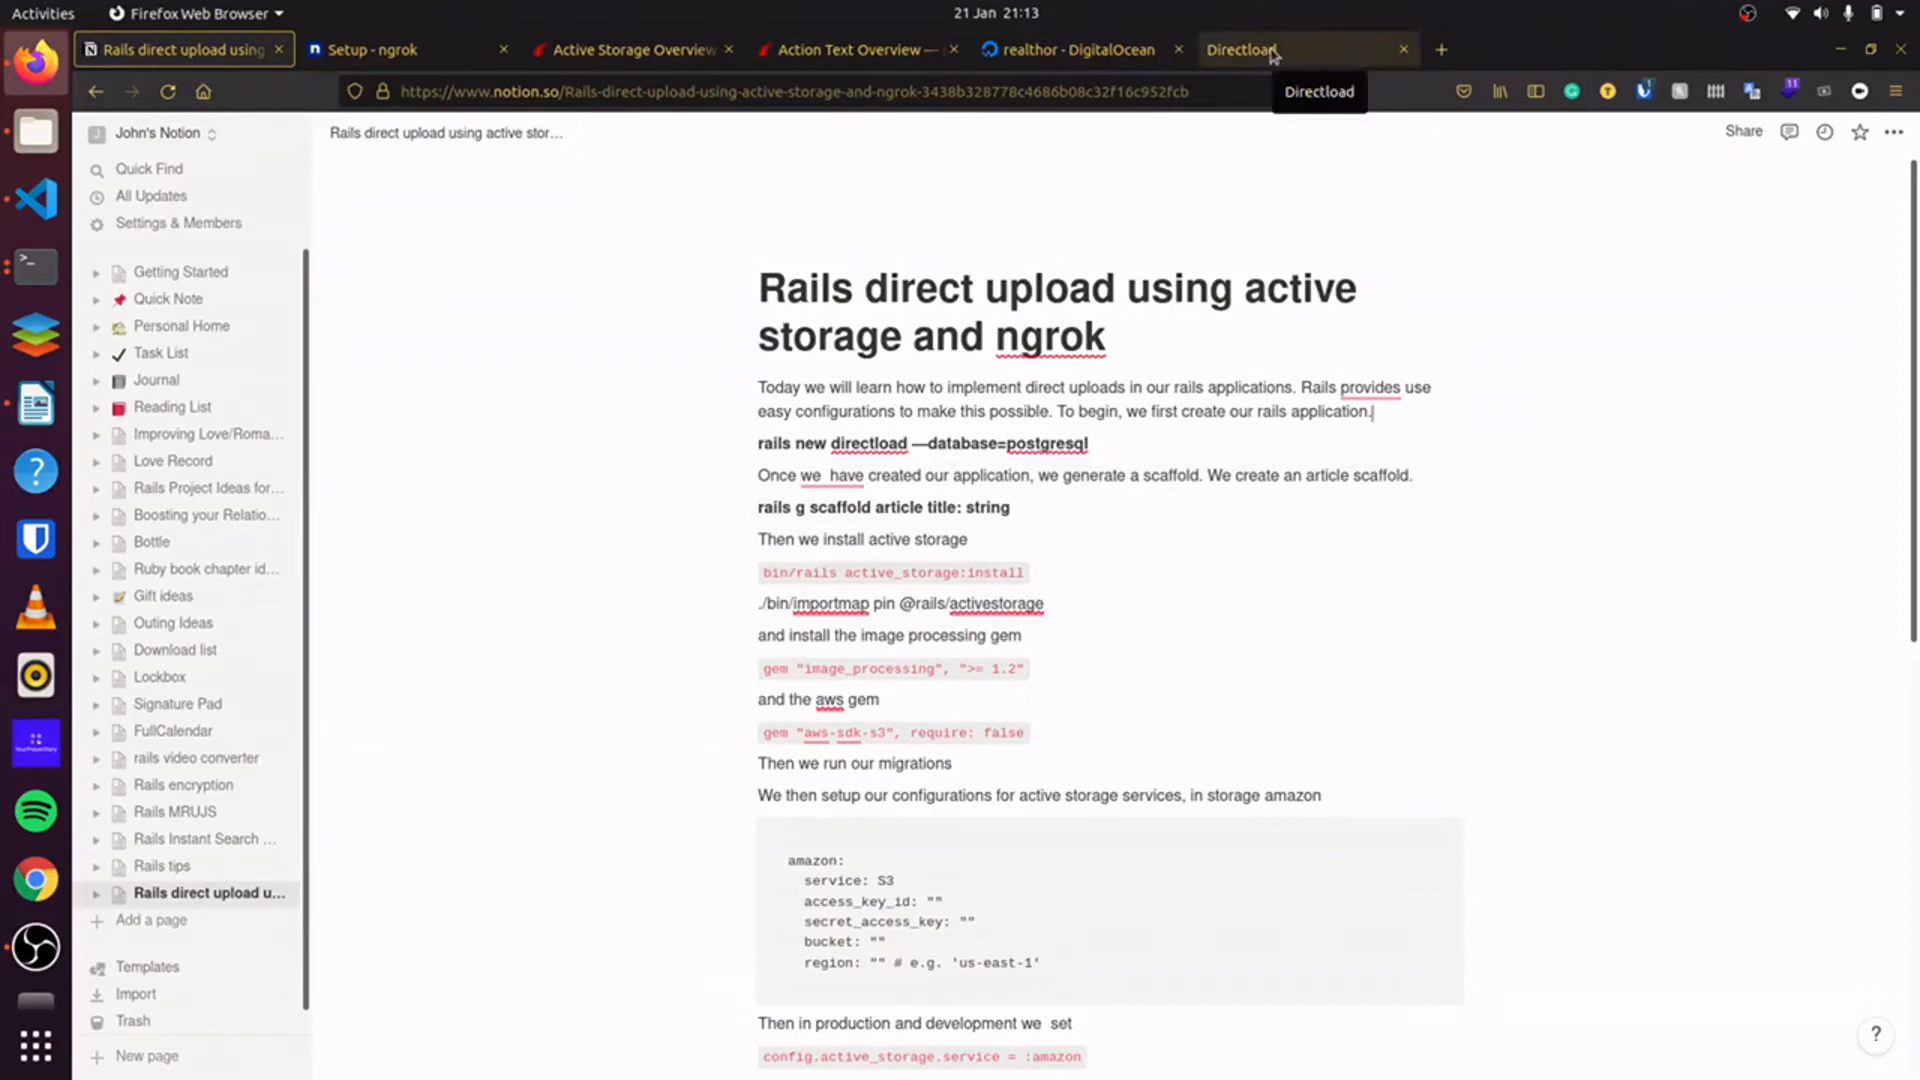 Activities
Firefox Web Browser
21 Jan 21:13
Rails direct upload using
Setup - ngrok
Active Storage Overview
Action Text Overview —
realthor - DigitalOcean
Directload
https://www.notion.so/Rails-direct-upload-using-active-storage-and-ngrok-3438b328778c4686b08c32f16c952fcb
Directload
John's Notion
Rails direct upload using active stor...
Share
Quick Find
All Updates
Settings & Members
Getting Started
Quick Note
Personal Home
Task List
Journal
Reading List
Improving Love/Roma...
Love Record
Rails Project Ideas for...
Boosting your Relatio...
Bottle
Ruby book chapter id...
Gift ideas
Outing Ideas
Download list
Lockbox
Signature Pad
FullCalendar
rails video converter
Rails encryption
Rails MRUJS
Rails Instant Search ...
Rails tips
Rails direct upload u...
Add a page
Templates
Import
Trash
New page
Rails direct upload using active
storage and ngrok
Today we will learn how to implement direct uploads in our rails applications. Rails provides use
easy configurations to make this possible. To begin, we first create our rails application.
rails new directload —database=postgresql
Once we  have created our application, we generate a scaffold. We create an article scaffold.
rails g scaffold article title: string
Then we install active storage
bin/rails active_storage:install
./bin/importmap pin @rails/activestorage
and install the image processing gem
gem "image_processing", ">= 1.2"
and the aws gem
gem "aws-sdk-s3", require: false
Then we run our migrations
We then setup our configurations for active storage services, in storage amazon
amazon:
service: S3
access_key_id: ""
secret_access_key: ""
bucket: ""
region: "" # e.g. 'us-east-1'
Then in production and development we  set
config.active_storage.service = :amazon
?